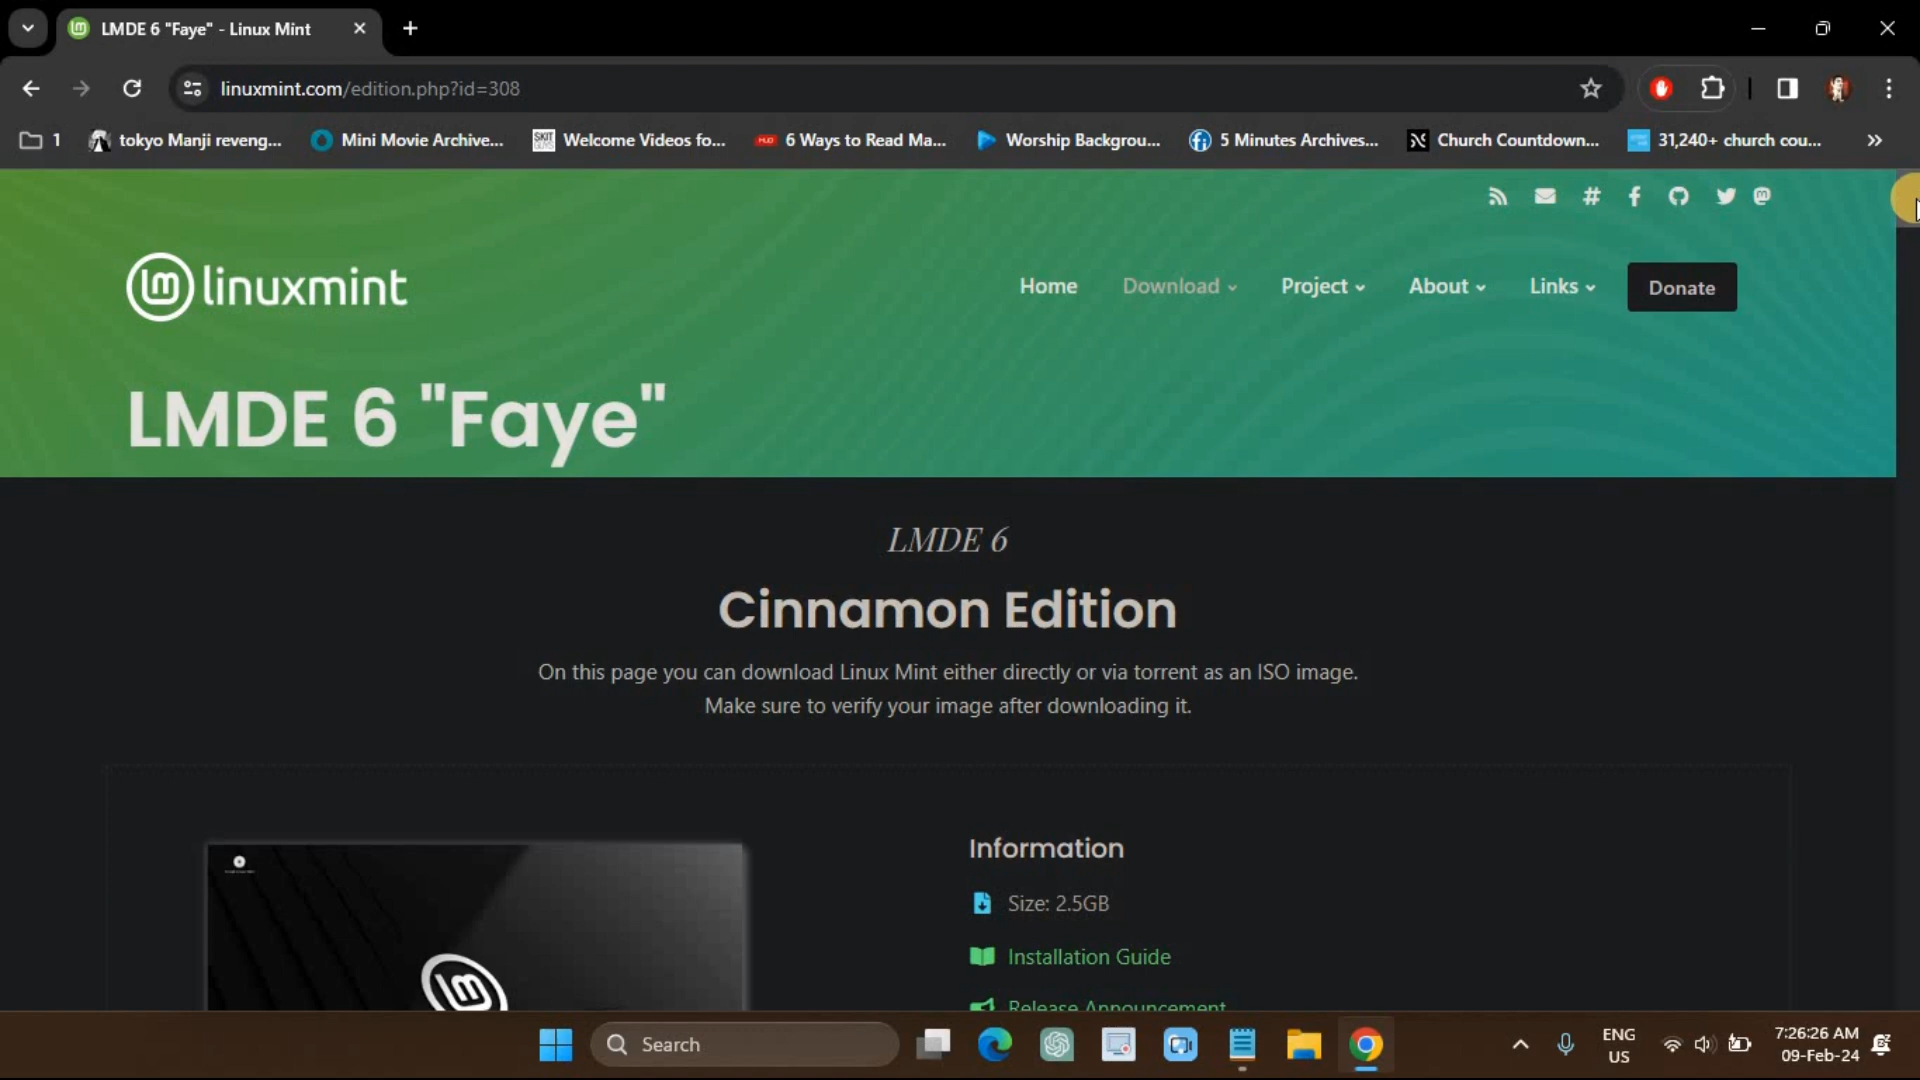 LMDE 6 "Faye" - Linux Mint
linuxmint.com/edition.php?id=308
1
tokyo Manji reveng...
Mini Movie Archive...
SKIT GUYS
Welcome Videos fo...
MUO
6 Ways to Read Ma...
Worship Backgrou...
5 Minutes Archives...
Church Countdown...
31,240+ church cou...
linuxmint
Home
Download
Project
About
Links
Donate
LMDE 6 "Faye"
LMDE 6
Cinnamon Edition
On this page you can download Linux Mint either directly or via torrent as an ISO image.
Make sure to verify your image after downloading it.
Information
Size: 2.5GB
Installation Guide
Release Announcement
Search
ENG
US
7:26:26 AM
09-Feb-24